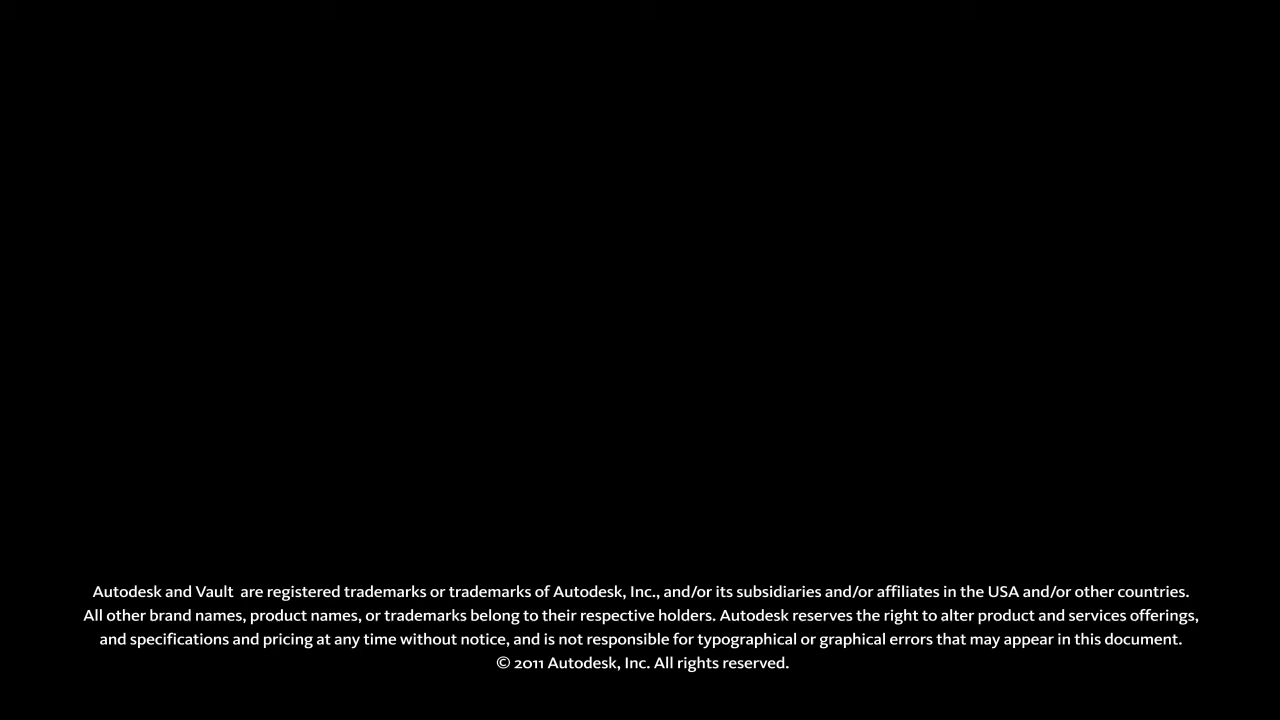 Autodesk and Vault  are registered trademarks or trademarks of Autodesk, Inc., and/or its subsidiaries and/or affiliates in the USA and/or other countries.
All other brand names, product names, or trademarks belong to their respective holders. Autodesk reserves the right to alter product and services offerings,
and specifications and pricing at any time without notice, and is not responsible for typographical or graphical errors that may appear in this document.
© 2011 Autodesk, Inc. All rights reserved.